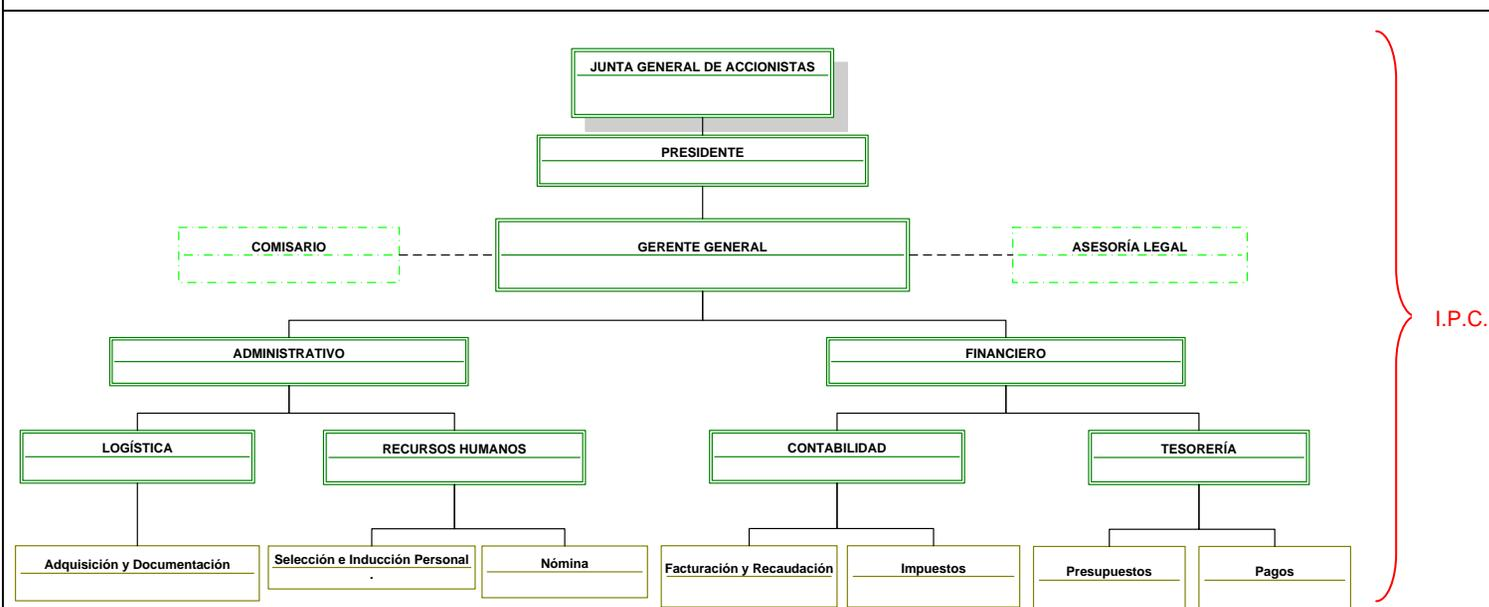 JUNTA GENERAL DE ACCIONISTAS
PRESIDENTE
COMISARIO
GERENTE GENERAL
ASESORÍA LEGAL
I.P.C.
ADMINISTRATIVO
FINANCIERO
LOGÍSTICA
RECURSOS HUMANOS
CONTABILIDAD
TESORERÍA
Adquisición y Documentación
Selección e Inducción Personal
.
Nómina
Facturación y Recaudación
Impuestos
Presupuestos
Pagos